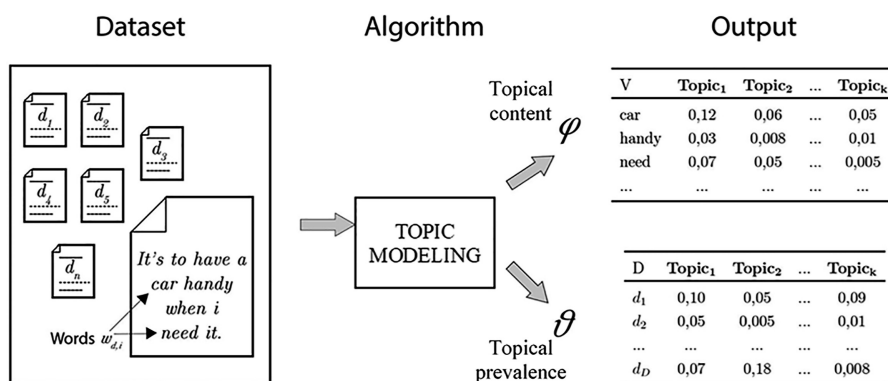 Dataset
Algorithm
Output
d1
d2
d3
d4
d5
dn
It's to have a
car handy
when i
need it.
Words wd,i
TOPIC
MODELING
Topical
content
φ
ϑ
Topical
prevalence
V Topic1 Topic2 ... Topick
car 0,12 0,06 ... 0,05
handy 0,03 0,008 ... 0,01
need 0,07 0,05 ... 0,005
... ... ... ... ...
D Topic1 Topic2 ... Topick
d1 0,10 0,05 ... 0,09
d2 0,05 0,005 ... 0,01
... ... ... ... ...
dD 0,07 0,18 ... 0,008